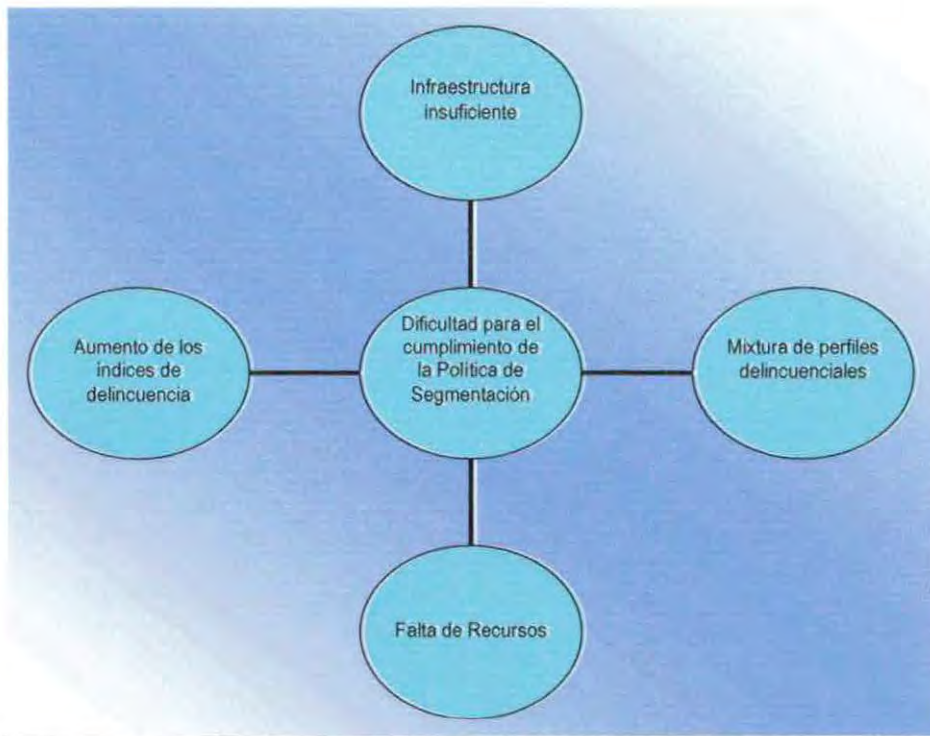 Infraestructura
insuficiente
Aumento de los
índices de
delincuencia
Dificultad para el
cumplimiento de
la Política de
Segmentación
Mixtura de perfiles
delincuenciales
Falta de Recursos